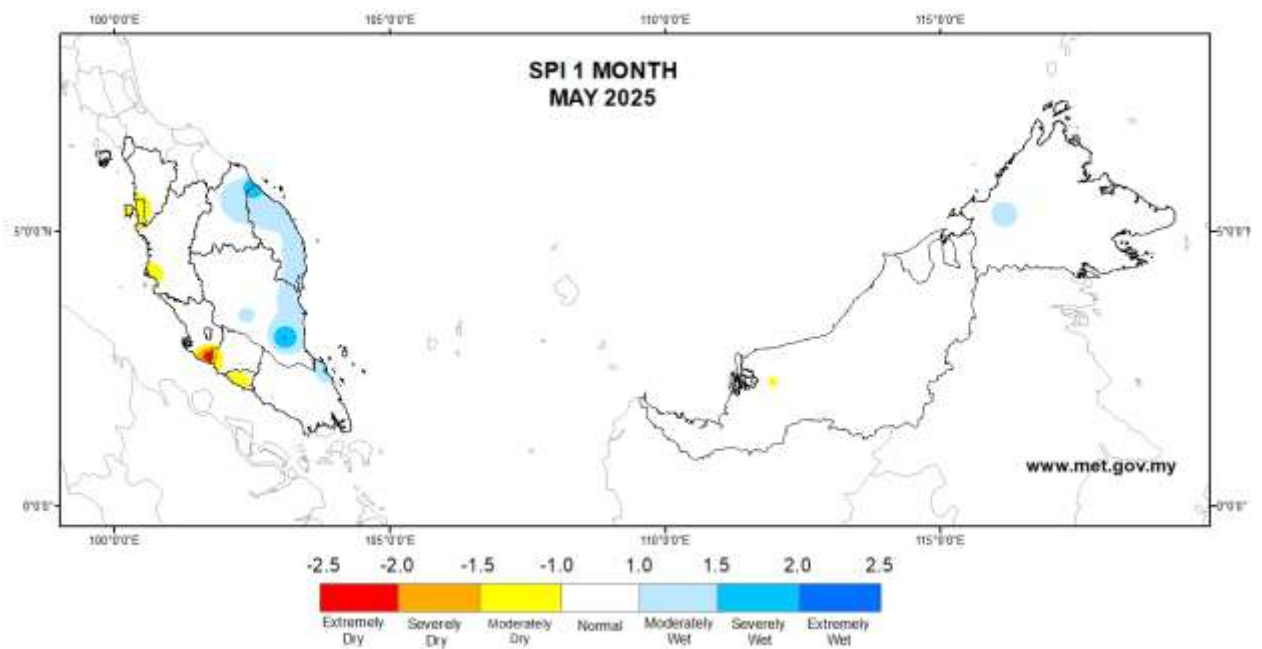 100°0'0"E 105°0'0"E 110°0'0"E 115°0'0"E
SPI 1 MONTH
MAY 2025
5°0'0"N 5°0'0"N
www.met.gov.my
0°0'0" 0°0'0"
100°0'0"E 105°0'0"E 110°0'0"E 115°0'0"E
-2.5 -2.0 -1.5 -1.0 1.0 1.5 2.0 2.5
Extremely Dry
Severely Dry
Moderately Dry
Normal
Moderately Wet
Severely Wet
Extremely Wet